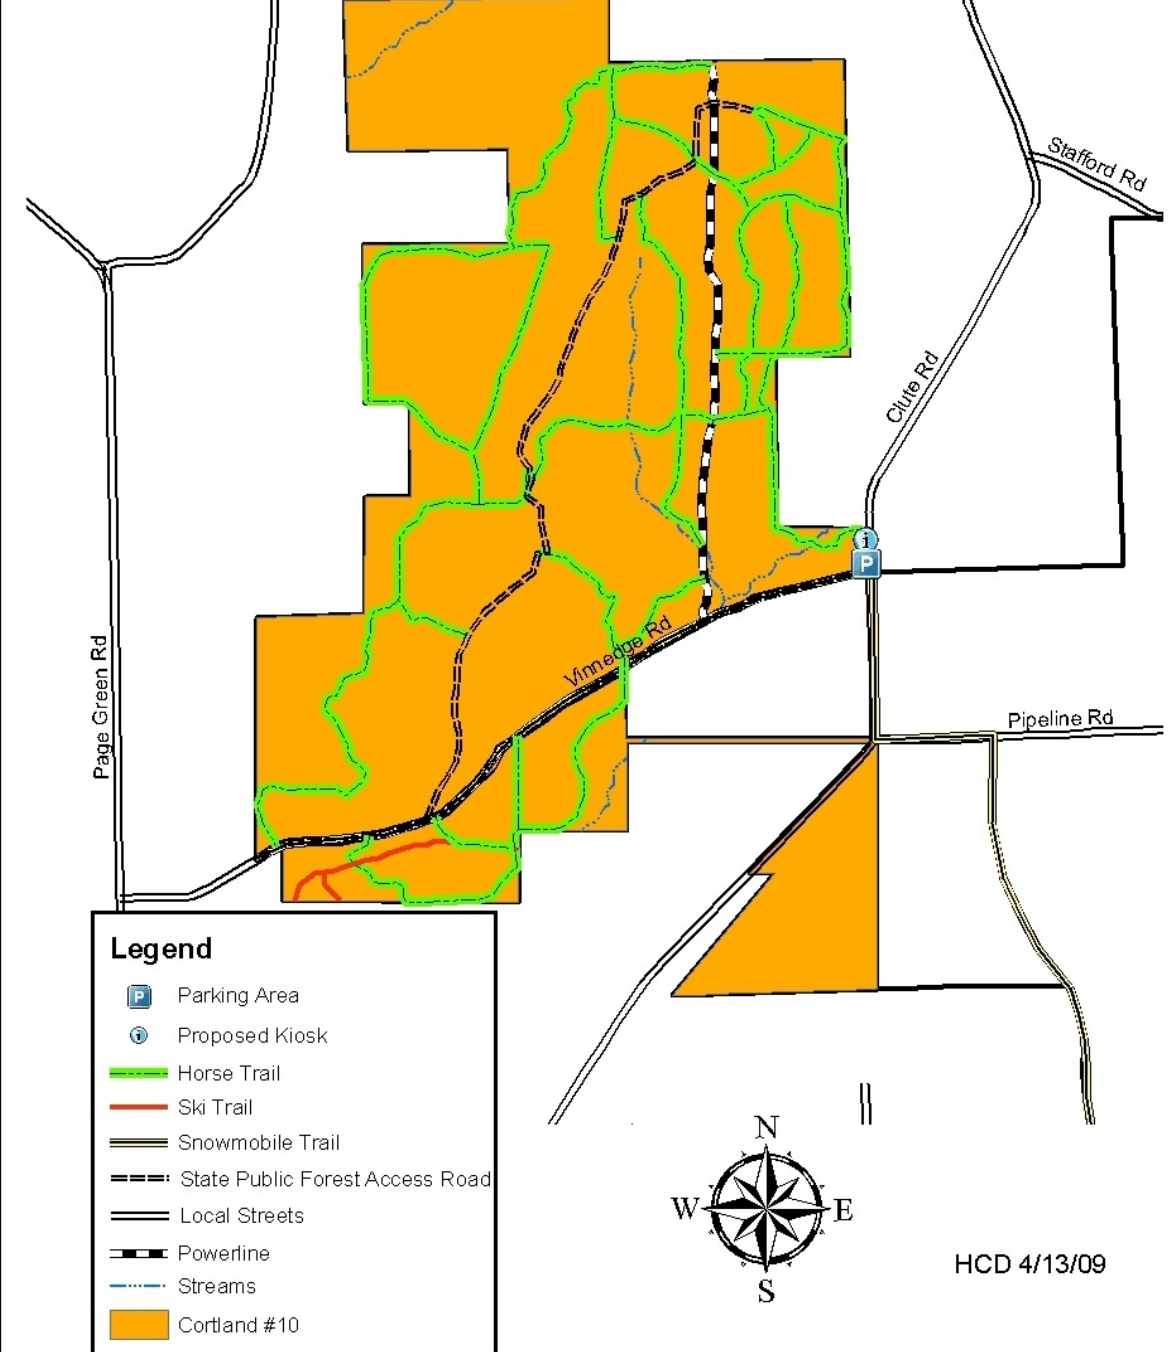 Stafford Rd
Clute Rd
i
P
Vinnedge Rd
Page Green Rd
Pipeline Rd
Legend
P Parking Area
i Proposed Kiosk
Horse Trail
Ski Trail
Snowmobile Trail
State Public Forest Access Road
Local Streets
Powerline
Streams
Cortland #10
N
W E
S
HCD 4/13/09